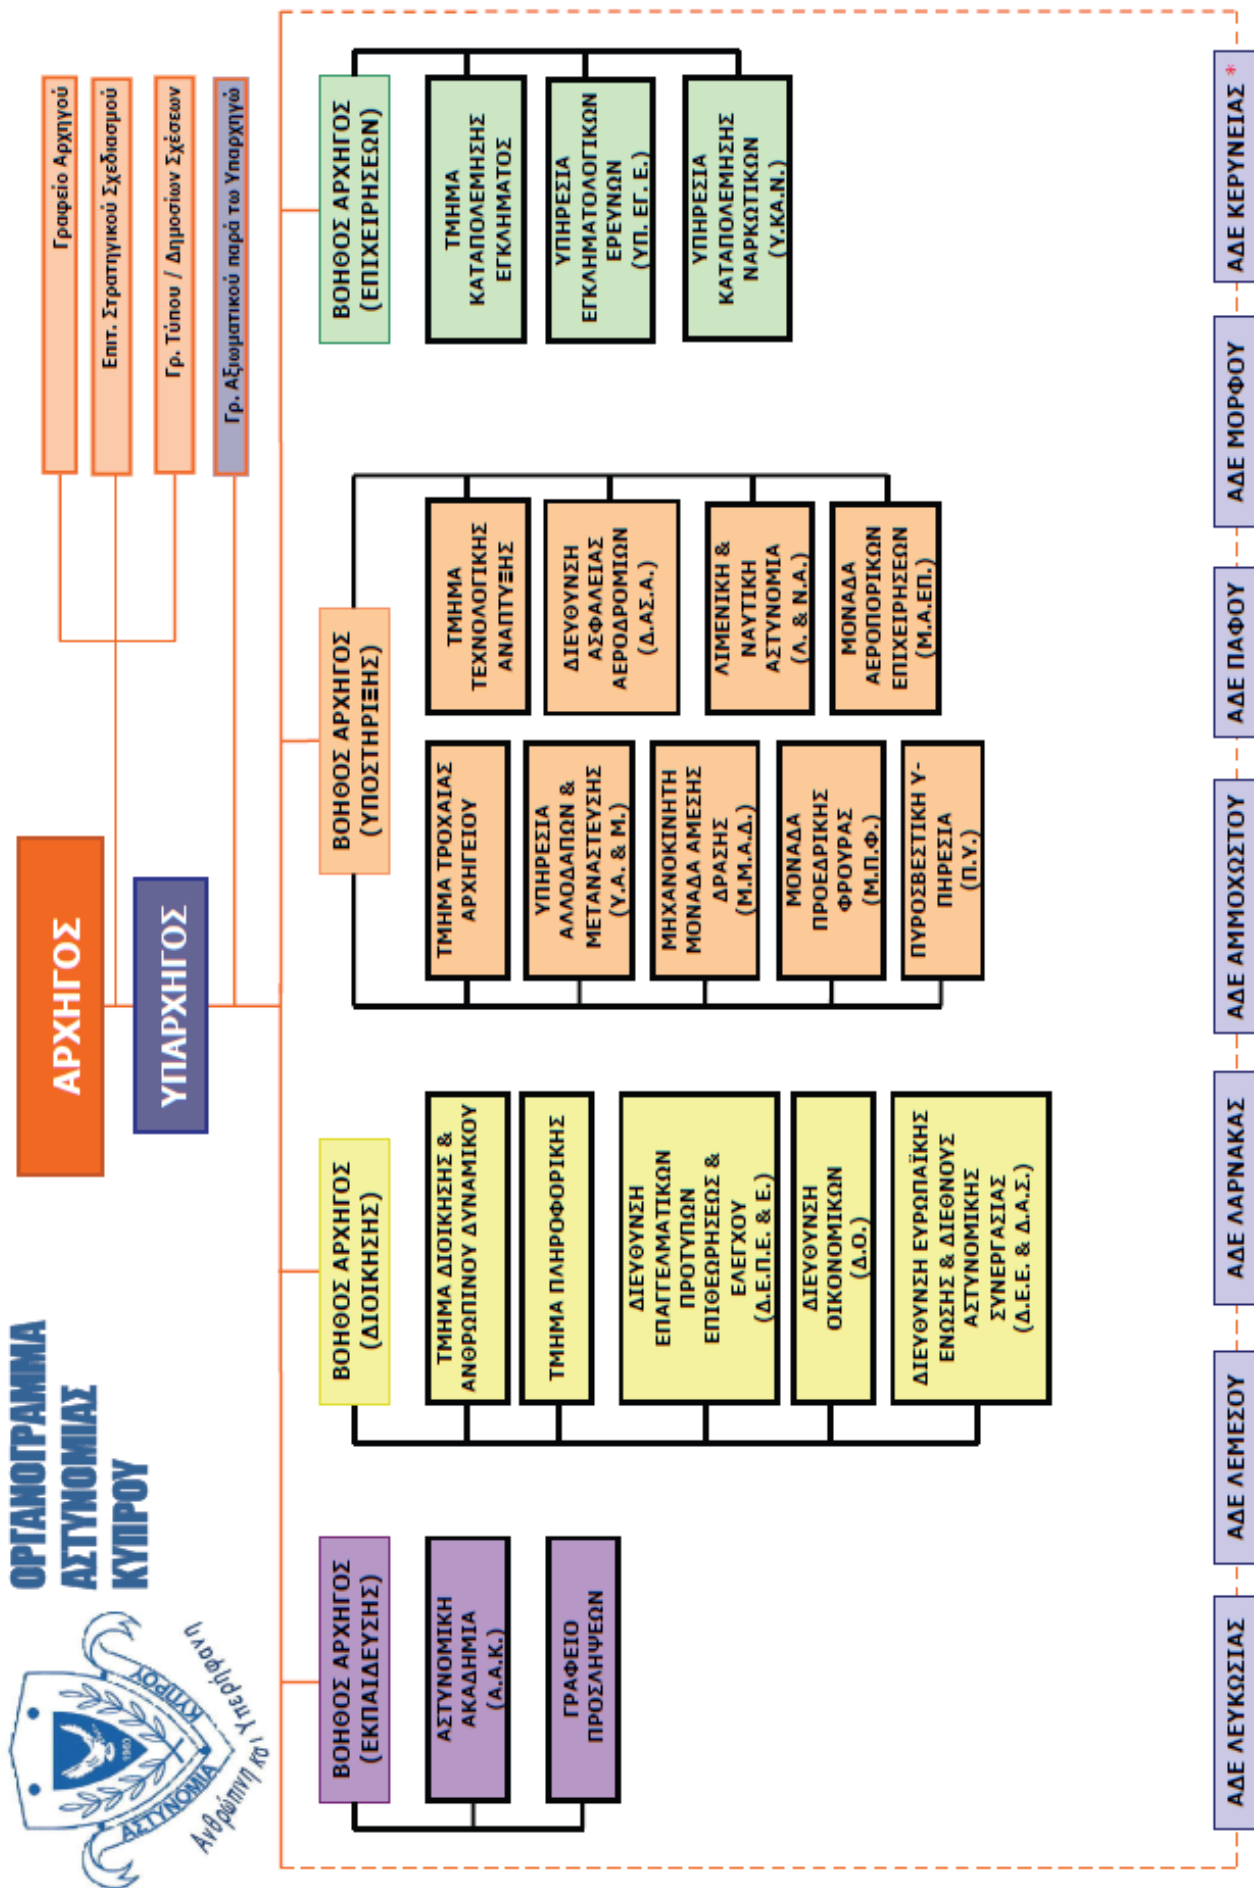 ΟΡΓΑΝΟΓΡΑΜΜΑ
ΑΣΤΥΝΟΜΙΑΣ
ΚΥΠΡΟΥ
ΑΣΤΥΝΟΜΙΑ
ΚΥΠΡΟΥ
1960
Ανθρώπινη και Υπερήφανη
ΑΡΧΗΓΟΣ
ΥΠΑΡΧΗΓΟΣ
Γραφείο Αρχηγού
Επιτ. Στρατηγικού Σχεδιασμού
Γρ. Τύπου / Δημοσίων Σχέσεων
Γρ. Αξιωματικού παρά τω Υπαρχηγώ
ΒΟΗΘΟΣ ΑΡΧΗΓΟΣ
(ΕΚΠΑΙΔΕΥΣΗΣ)
ΑΣΤΥΝΟΜΙΚΗ
ΑΚΑΔΗΜΙΑ
(Α.Α.Κ.)
ΓΡΑΦΕΙΟ
ΠΡΟΣΛΗΨΕΩΝ
ΒΟΗΘΟΣ ΑΡΧΗΓΟΣ
(ΔΙΟΙΚΗΣΗΣ)
ΤΜΗΜΑ ΔΙΟΙΚΗΣΗΣ &
ΑΝΘΡΩΠΙΝΟΥ ΔΥΝΑΜΙΚΟΥ
ΤΜΗΜΑ ΠΛΗΡΟΦΟΡΙΚΗΣ
ΔΙΕΥΘΥΝΣΗ
ΕΠΑΓΓΕΛΜΑΤΙΚΩΝ
ΠΡΟΤΥΠΩΝ
ΕΠΙΘΕΩΡΗΣΕΩΣ &
ΕΛΕΓΧΟΥ
(Δ.Ε.Π.Ε. & Ε.)
ΔΙΕΥΘΥΝΣΗ
ΟΙΚΟΝΟΜΙΚΩΝ
(Δ.Ο.)
ΔΙΕΥΘΥΝΣΗ ΕΥΡΩΠΑΪΚΗΣ
ΕΝΩΣΗΣ & ΔΙΕΘΝΟΥΣ
ΑΣΤΥΝΟΜΙΚΗΣ
ΣΥΝΕΡΓΑΣΙΑΣ
(Δ.Ε.Ε. & Δ.Α.Σ.)
ΒΟΗΘΟΣ ΑΡΧΗΓΟΣ
(ΥΠΟΣΤΗΡΙΞΗΣ)
ΤΜΗΜΑ ΤΡΟΧΑΙΑΣ
ΑΡΧΗΓΕΙΟΥ
ΥΠΗΡΕΣΙΑ
ΑΛΛΟΔΑΠΩΝ &
ΜΕΤΑΝΑΣΤΕΥΣΗΣ
(Υ.Α. & Μ.)
ΜΗΧΑΝΟΚΙΝΗΤΗ
ΜΟΝΑΔΑ ΑΜΕΣΗΣ
ΔΡΑΣΗΣ
(Μ.Μ.Α.Δ.)
ΜΟΝΑΔΑ
ΠΡΟΕΔΡΙΚΗΣ
ΦΡΟΥΡΑΣ
(Μ.Π.Φ.)
ΠΥΡΟΣΒΕΣΤΙΚΗ Υ-
ΠΗΡΕΣΙΑ
(Π.Υ.)
ΤΜΗΜΑ
ΤΕΧΝΟΛΟΓΙΚΗΣ
ΑΝΑΠΤΥΞΗΣ
ΔΙΕΥΘΥΝΣΗ
ΑΣΦΑΛΕΙΑΣ
ΑΕΡΟΔΡΟΜΙΩΝ
(Δ.ΑΣ.Α.)
ΛΙΜΕΝΙΚΗ &
ΝΑΥΤΙΚΗ
ΑΣΤΥΝΟΜΙΑ
(Λ. & Ν.Α.)
ΜΟΝΑΔΑ
ΑΕΡΟΠΟΡΙΚΩΝ
ΕΠΙΧΕΙΡΗΣΕΩΝ
(Μ.Α.ΕΠ.)
ΒΟΗΘΟΣ ΑΡΧΗΓΟΣ
(ΕΠΙΧΕΙΡΗΣΕΩΝ)
ΤΜΗΜΑ
ΚΑΤΑΠΟΛΕΜΗΣΗΣ
ΕΓΚΛΗΜΑΤΟΣ
ΥΠΗΡΕΣΙΑ
ΕΓΚΛΗΜΑΤΟΛΟΓΙΚΩΝ
ΕΡΕΥΝΩΝ
(ΥΠ. ΕΓ. Ε.)
ΥΠΗΡΕΣΙΑ
ΚΑΤΑΠΟΛΕΜΗΣΗΣ
ΝΑΡΚΩΤΙΚΩΝ
(Υ.ΚΑ.Ν.)
ΑΔΕ ΛΕΥΚΩΣΙΑΣ
ΑΔΕ ΛΕΜΕΣΟΥ
ΑΔΕ ΛΑΡΝΑΚΑΣ
ΑΔΕ ΑΜΜΟΧΩΣΤΟΥ
ΑΔΕ ΠΑΦΟΥ
ΑΔΕ ΜΟΡΦΟΥ
ΑΔΕ ΚΕΡΥΝΕΙΑΣ *